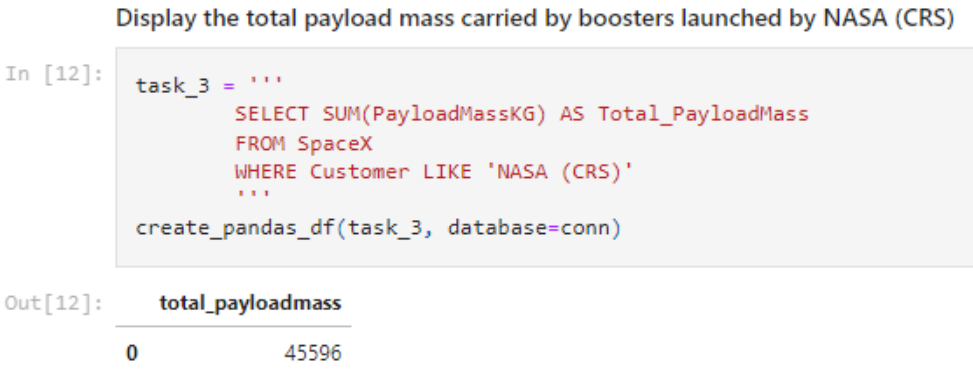 Display the total payload mass carried by boosters launched by NASA (CRS)
In [12]:
task_3 = '''
SELECT SUM(PayloadMassKG) AS Total_PayloadMass
FROM SpaceX
WHERE Customer LIKE 'NASA (CRS)'
'''
create_pandas_df(task_3, database=conn)
Out[12]:
total_payloadmass
0 45596